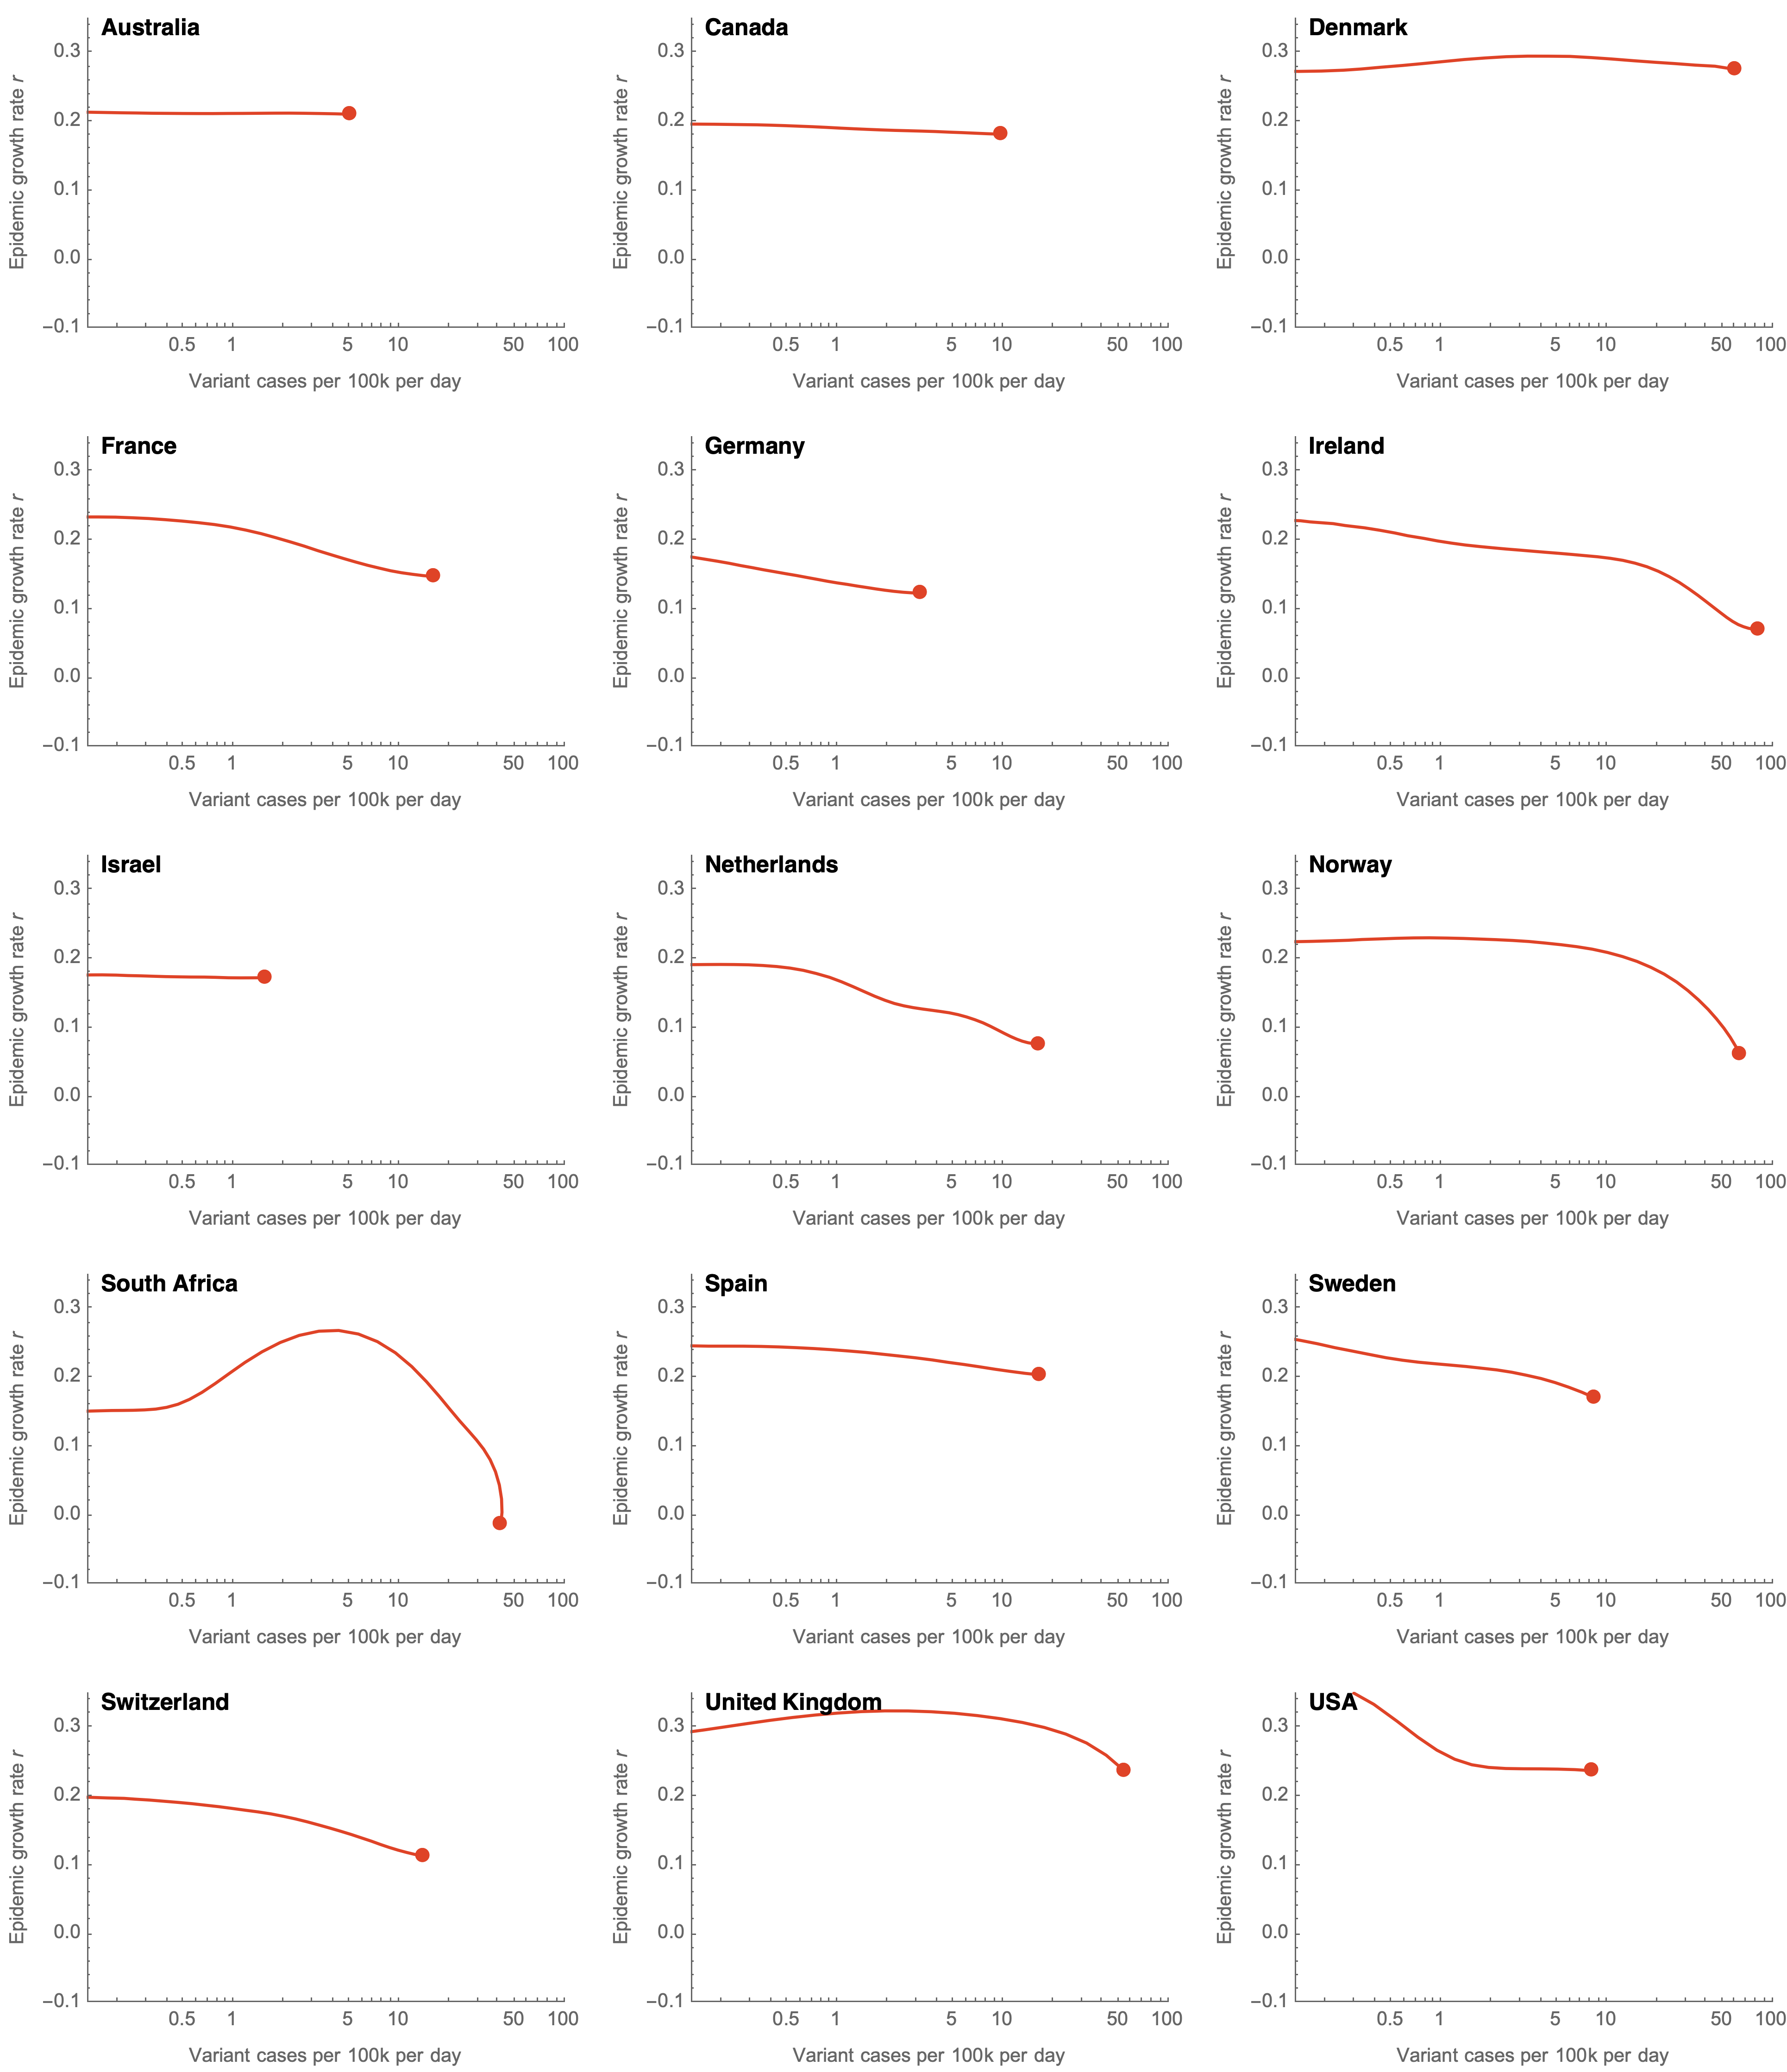 Australia
Canada
Denmark
0.3
0.2
0.1
0.0
−0.1
Epidemic growth rate r
0.5 1 5 10 50 100
Variant cases per 100k per day
0.3
0.2
0.1
0.0
−0.1
Epidemic growth rate r
0.5 1 5 10 50 100
Variant cases per 100k per day
0.3
0.2
0.1
0.0
−0.1
Epidemic growth rate r
0.5 1 5 10 50 100
Variant cases per 100k per day
France
Germany
Ireland
0.3
0.2
0.1
0.0
−0.1
Epidemic growth rate r
0.5 1 5 10 50 100
Variant cases per 100k per day
0.3
0.2
0.1
0.0
−0.1
Epidemic growth rate r
0.5 1 5 10 50 100
Variant cases per 100k per day
0.3
0.2
0.1
0.0
−0.1
Epidemic growth rate r
0.5 1 5 10 50 100
Variant cases per 100k per day
Israel
Netherlands
Norway
0.3
0.2
0.1
0.0
−0.1
Epidemic growth rate r
0.5 1 5 10 50 100
Variant cases per 100k per day
0.3
0.2
0.1
0.0
−0.1
Epidemic growth rate r
0.5 1 5 10 50 100
Variant cases per 100k per day
0.3
0.2
0.1
0.0
−0.1
Epidemic growth rate r
0.5 1 5 10 50 100
Variant cases per 100k per day
South Africa
Spain
Sweden
0.3
0.2
0.1
0.0
−0.1
Epidemic growth rate r
0.5 1 5 10 50 100
Variant cases per 100k per day
0.3
0.2
0.1
0.0
−0.1
Epidemic growth rate r
0.5 1 5 10 50 100
Variant cases per 100k per day
0.3
0.2
0.1
0.0
−0.1
Epidemic growth rate r
0.5 1 5 10 50 100
Variant cases per 100k per day
Switzerland
United Kingdom
USA
0.3
0.2
0.1
0.0
−0.1
Epidemic growth rate r
0.5 1 5 10 50 100
Variant cases per 100k per day
0.3
0.2
0.1
0.0
−0.1
Epidemic growth rate r
0.5 1 5 10 50 100
Variant cases per 100k per day
0.3
0.2
0.1
0.0
−0.1
Epidemic growth rate r
0.5 1 5 10 50 100
Variant cases per 100k per day